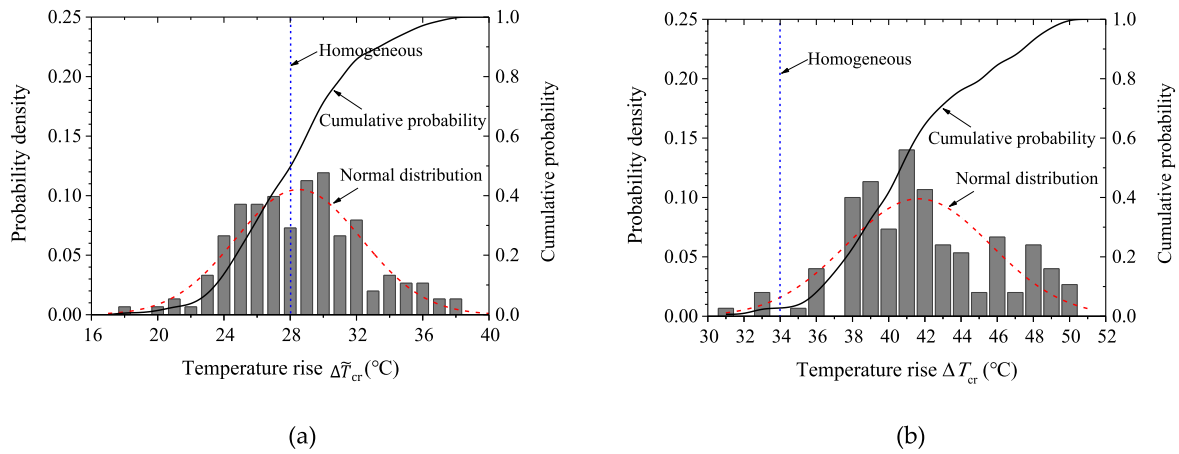 0.25
0.20
0.15
0.10
0.05
0.00
Probability density
1.0
0.8
0.6
0.4
0.2
0.0
Cumulative probability
Homogeneous
Cumulative probability
Normal distribution
16 20 24 28 32 36 40
Temperature rise ΔT̃cr (°C)
(a)
0.25
0.20
0.15
0.10
0.05
0.00
Probability density
1.0
0.8
0.6
0.4
0.2
0.0
Cumulative probability
Homogeneous
Cumulative probability
Normal distribution
30 32 34 36 38 40 42 44 46 48 50 52
Temperature rise Δ Tcr (°C)
(b)